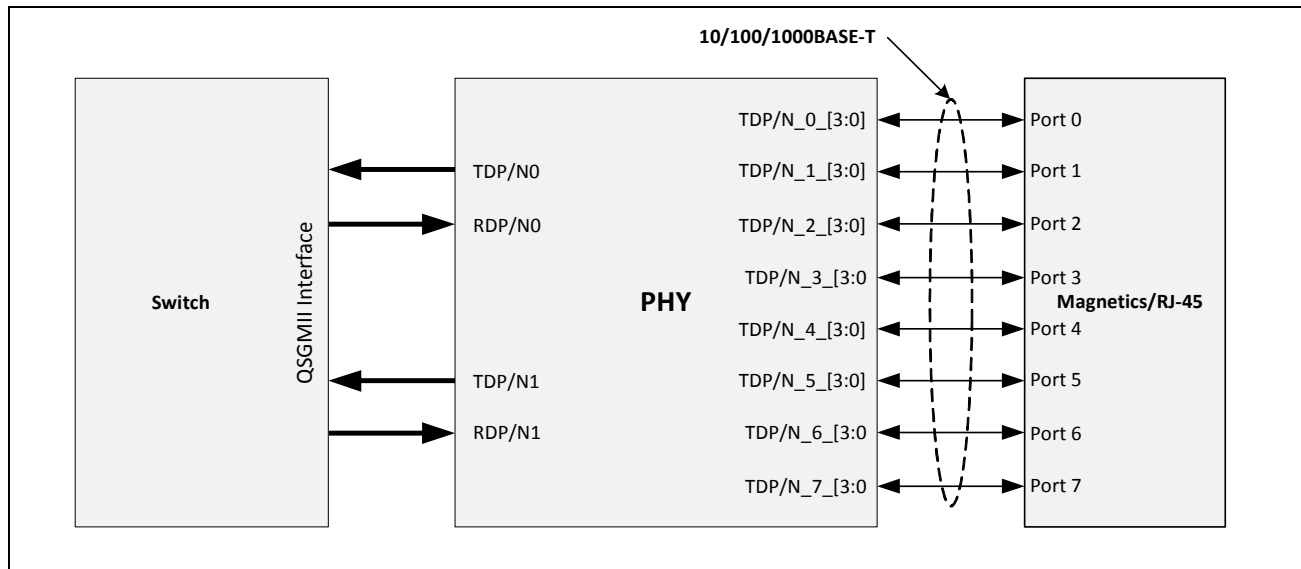 10/100/1000BASE-T
Switch
QSGMII Interface
TDP/N0
RDP/N0
TDP/N1
RDP/N1
PHY
TDP/N_0_[3:0]
TDP/N_1_[3:0]
TDP/N_2_[3:0]
TDP/N_3_[3:0
TDP/N_4_[3:0]
TDP/N_5_[3:0]
TDP/N_6_[3:0
TDP/N_7_[3:0
Port 0
Port 1
Port 2
Port 3
Magnetics/RJ-45
Port 4
Port 5
Port 6
Port 7